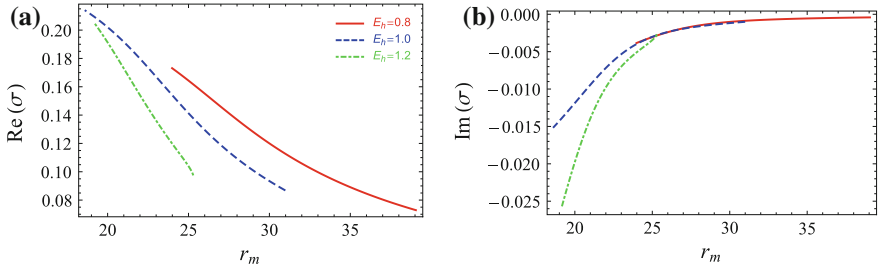 (a)
Re (σ)
0.20
0.18
0.16
0.14
0.12
0.10
0.08
20
25
30
35
r_m
E_h=0.8
E_h=1.0
E_h=1.2
(b)
Im (σ)
0.000
−0.005
−0.010
−0.015
−0.020
−0.025
20
25
30
35
r_m